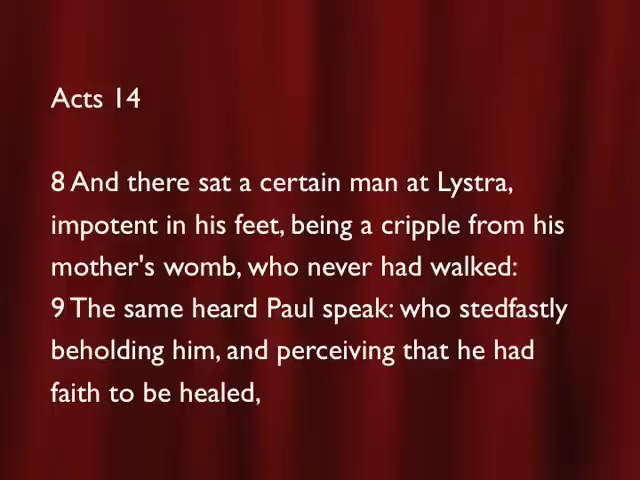 Acts 14
8 And there sat a certain man at Lystra,
impotent in his feet, being a cripple from his
mother's womb, who never had walked:
9 The same heard Paul speak: who stedfastly
beholding him, and perceiving that he had
faith to be healed,